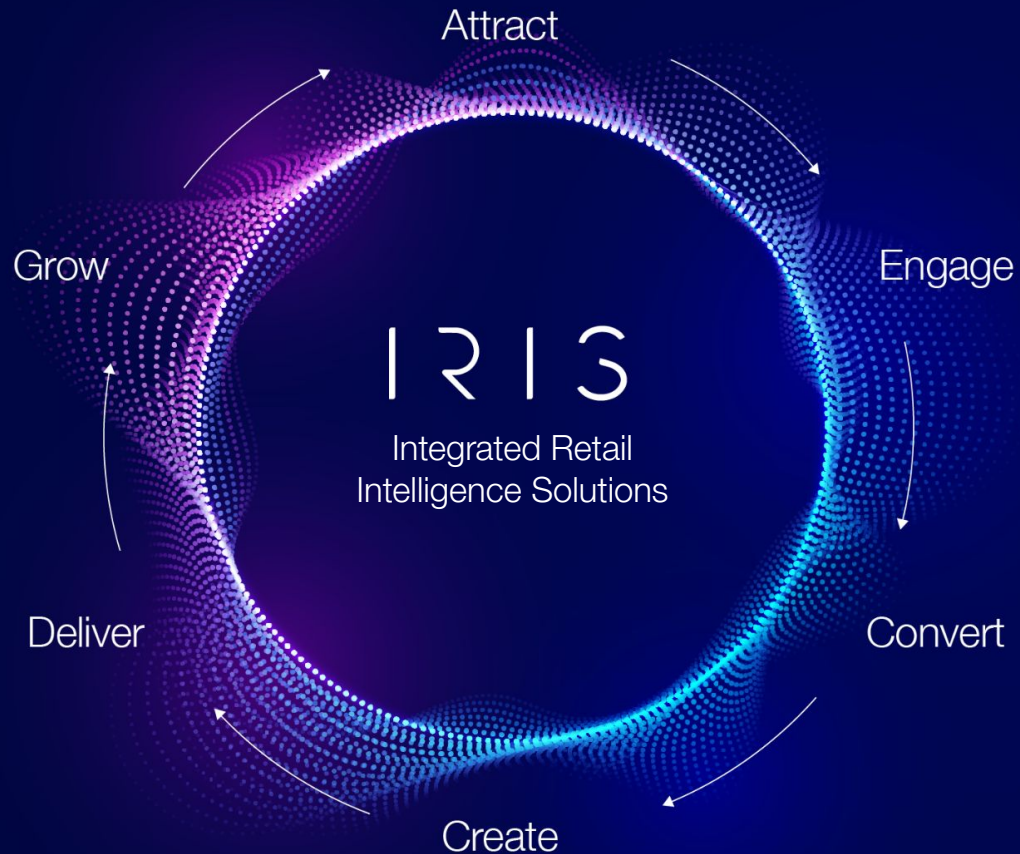 Attract
Grow
Engage
IRIS
Integrated Retail
Intelligence Solutions
Deliver
Convert
Create